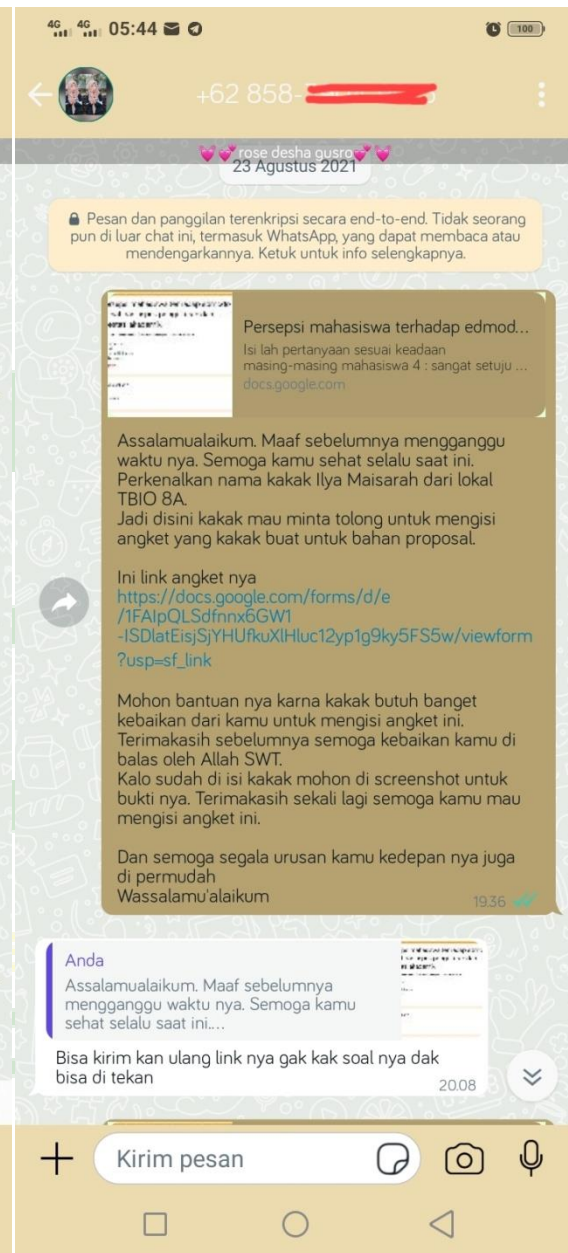 4G 4G 05:44 100
+62 858-
rose desha gusro
23 Agustus 2021
Pesan dan panggilan terenkripsi secara end-to-end. Tidak seorang
pun di luar chat ini, termasuk WhatsApp, yang dapat membaca atau
mendengarkannya. Ketuk untuk info selengkapnya.
Persepsi mahasiswa terhadap edmod...
Isi lah pertanyaan sesuai keadaan
masing-masing mahasiswa 4 : sangat setuju ...
docs.google.com
Assalamualaikum. Maaf sebelumnya mengganggu
waktu nya. Semoga kamu sehat selalu saat ini.
Perkenalkan nama kakak Ilya Maisarah dari lokal
TBIO 8A.
Jadi disini kakak mau minta tolong untuk mengisi
angket yang kakak buat untuk bahan proposal.
Ini link angket nya
https://docs.google.com/forms/d/e
/1FAIpQLSdfnnx6GW1
-ISDlatEisjSjYHUfkuXlHluc12yp1g9ky5FS5w/viewform
?usp=sf_link
Mohon bantuan nya karna kakak butuh banget
kebaikan dari kamu untuk mengisi angket ini.
Terimakasih sebelumnya semoga kebaikan kamu di
balas oleh Allah SWT.
Kalo sudah di isi kakak mohon di screenshot untuk
bukti nya. Terimakasih sekali lagi semoga kamu mau
mengisi angket ini.
Dan semoga segala urusan kamu kedepan nya juga
di permudah
Wassalamu'alaikum
19.36
Anda
Assalamualaikum. Maaf sebelumnya
mengganggu waktu nya. Semoga kamu
sehat selalu saat ini....
Bisa kirim kan ulang link nya gak kak soal nya dak
bisa di tekan
20.08
Kirim pesan